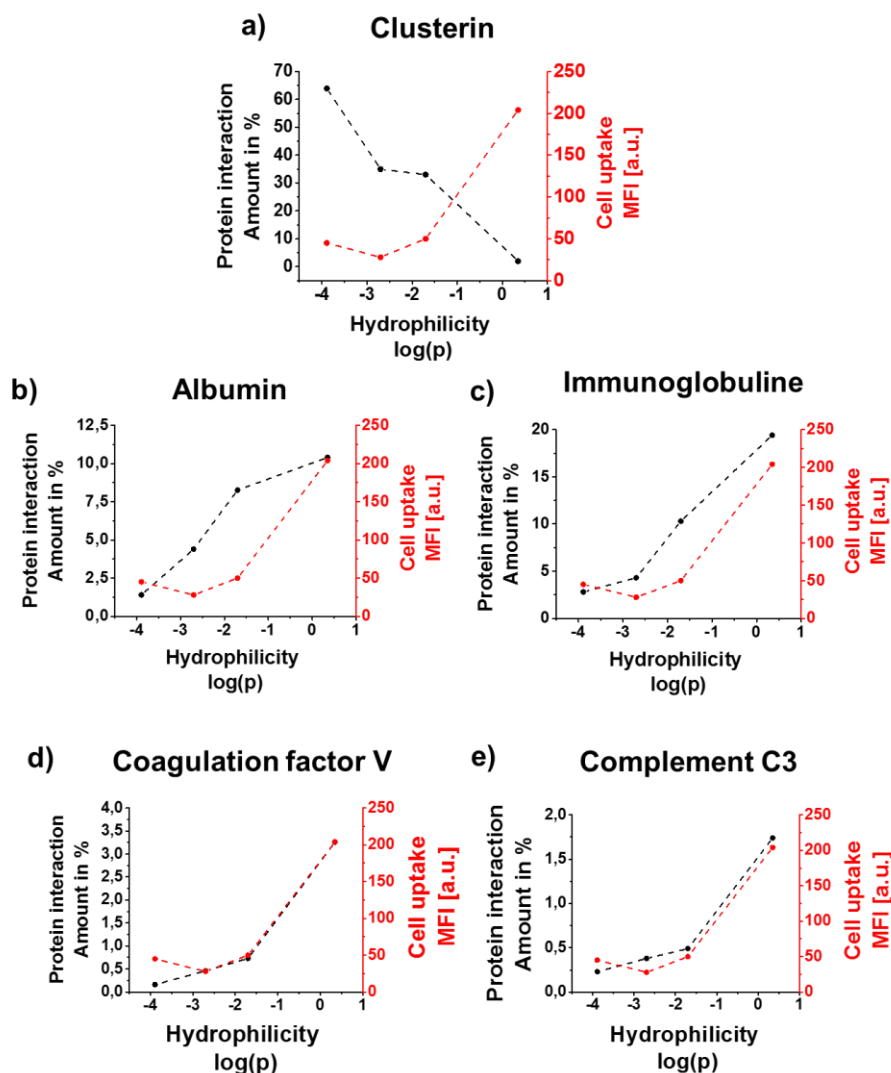 a) Clusterin
Protein interaction
Amount in %
70
60
50
40
30
20
10
0
250
200
150
100
50
0
Cell uptake
MFI [a.u.]
-4 -3 -2 -1 0 1
Hydrophilicity
log(p)
b) Albumin
Protein interaction
Amount in %
12,5
10,0
7,5
5,0
2,5
0,0
250
200
150
100
50
0
Cell uptake
MFI [a.u.]
-4 -3 -2 -1 0 1
Hydrophilicity
log(p)
c) Immunoglobuline
Protein interaction
Amount in %
20
15
10
5
0
250
200
150
100
50
0
Cell uptake
MFI [a.u.]
-4 -3 -2 -1 0 1
Hydrophilicity
log(p)
d) Coagulation factor V
Protein interaction
Amount in %
4,0
3,5
3,0
2,5
2,0
1,5
1,0
0,5
0,0
250
200
150
100
50
0
Cell uptake
MFI [a.u.]
-4 -3 -2 -1 0 1
Hydrophilicity
log(p)
e) Complement C3
Protein interaction
Amount in %
2,0
1,5
1,0
0,5
0,0
250
200
150
100
50
0
Cell uptake
MFI [a.u.]
-4 -3 -2 -1 0 1
Hydrophilicity
log(p)